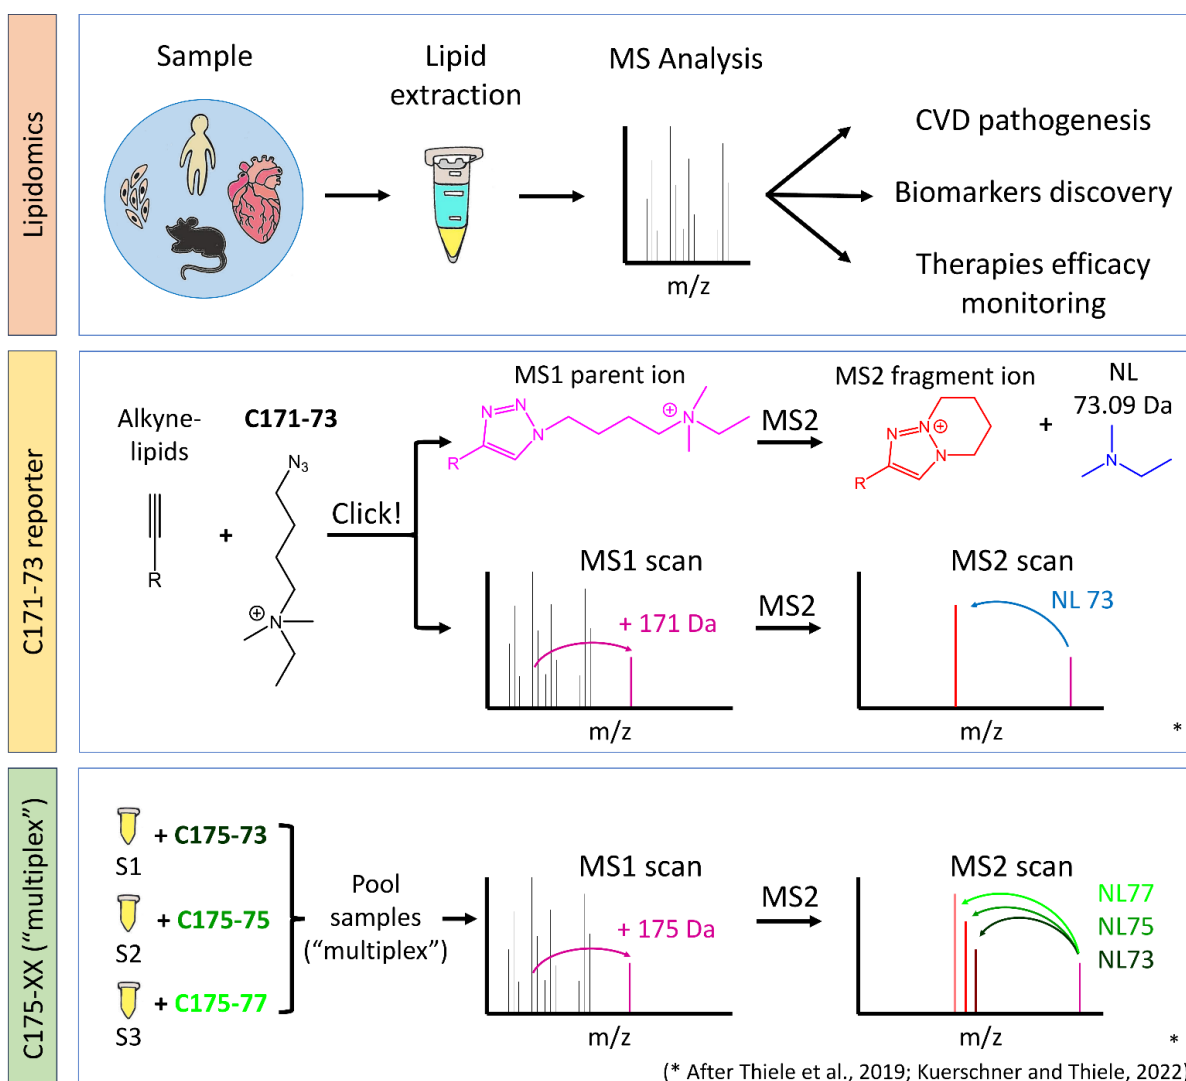 Lipidomics
Sample
Lipid
extraction
MS Analysis
m/z
CVD pathogenesis
Biomarkers discovery
Therapies efficacy
monitoring
C171-73 reporter
Alkyne-
lipids
R
+
C171-73
N3
N
Click!
MS1 parent ion
N
N
N
N
R
MS2
MS2 fragment ion
N
N
N
R
+
NL
73.09 Da
N
MS1 scan
+ 171 Da
m/z
MS2
MS2 scan
NL 73
m/z
*
C175-XX ("multiplex")
S1
+ C175-73
S2
+ C175-75
S3
+ C175-77
Pool
samples
("multiplex")
MS1 scan
+ 175 Da
m/z
MS2
MS2 scan
NL77
NL75
NL73
m/z
*
(* After Thiele et al., 2019; Kuerschner and Thiele, 2022)